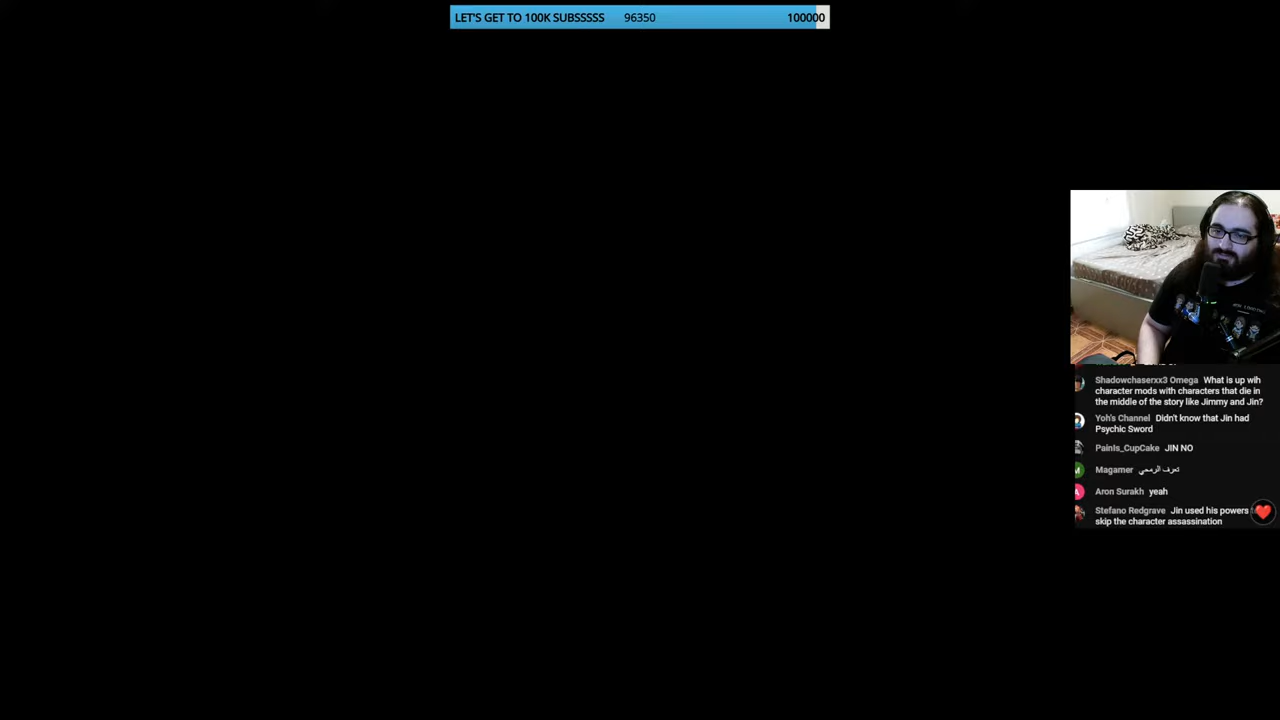 LET'S GET TO 100K SUBSSSSS 96350 100000
Shadowchaserxx3 Omega What is up wih
character mods with characters that die in
the middle of the story like Jimmy and Jin?
Yoh's Channel Didn't know that Jin had
Psychic Sword
PainIs_CupCake JIN NO
Magamer تعرف الرمحي
Aron Surakh yeah
Stefano Redgrave Jin used his powers
skip the character assassination